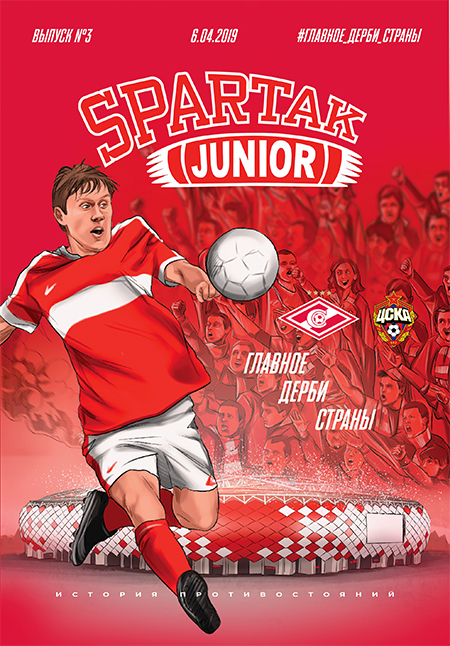 ВЫПУСК №3
6.04.2019
#ГЛАВНОЕ_ДЕРБИ_СТРАНЫ
SPARTAK
JUNIOR
ЦСКА
ГЛАВНОЕ
ДЕРБИ
СТРАНЫ
ИСТОРИЯ ПРОТИВОСТОЯНИЙ